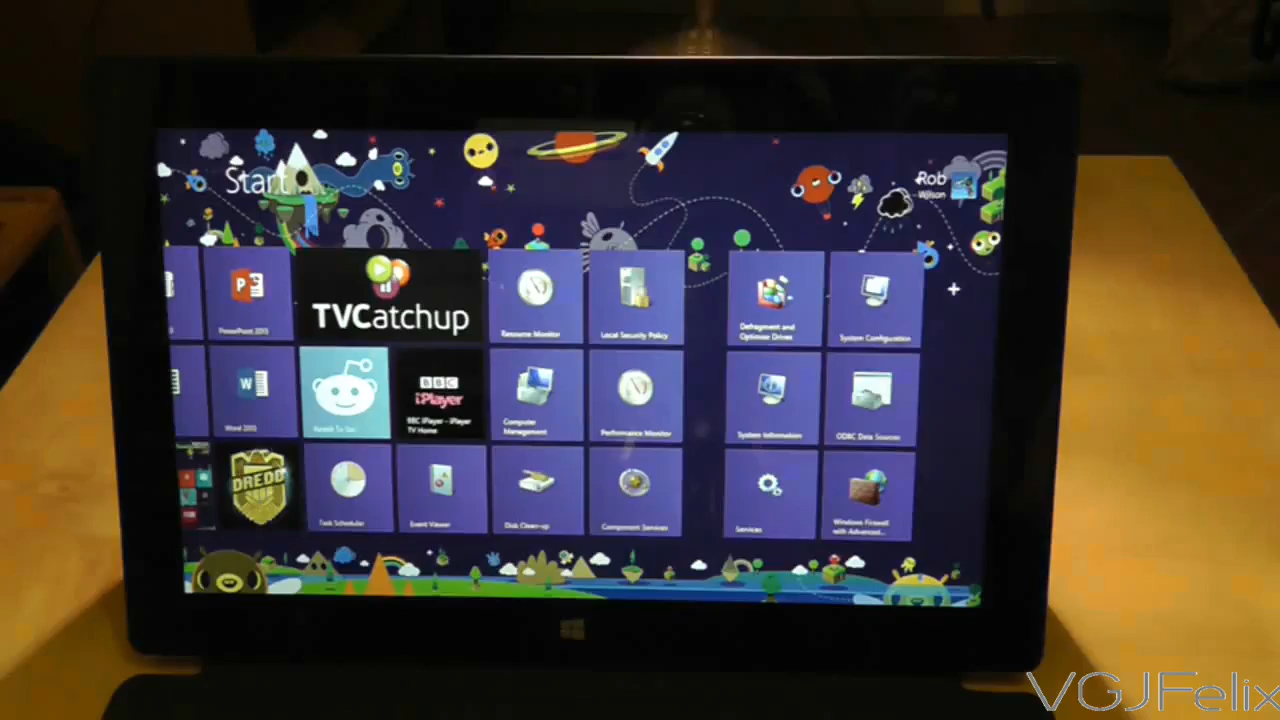 Start
Rob
Wilson
PowerPoint 2013
TVCatchup
Resource Monitor
Local Security Policy
Defragment and
Optimise Drives
System Configuration
Word 2013
BBC
iPlayer
BBC iPlayer - iPlayer
TV Home
Computer
Management
Performance Monitor
System Information
ODBC Data Sources
DREDD
Task Scheduler
Event Viewer
Disk Clean-up
Component Services
Services
Windows Firewall
with Advanced...
VGJFelix